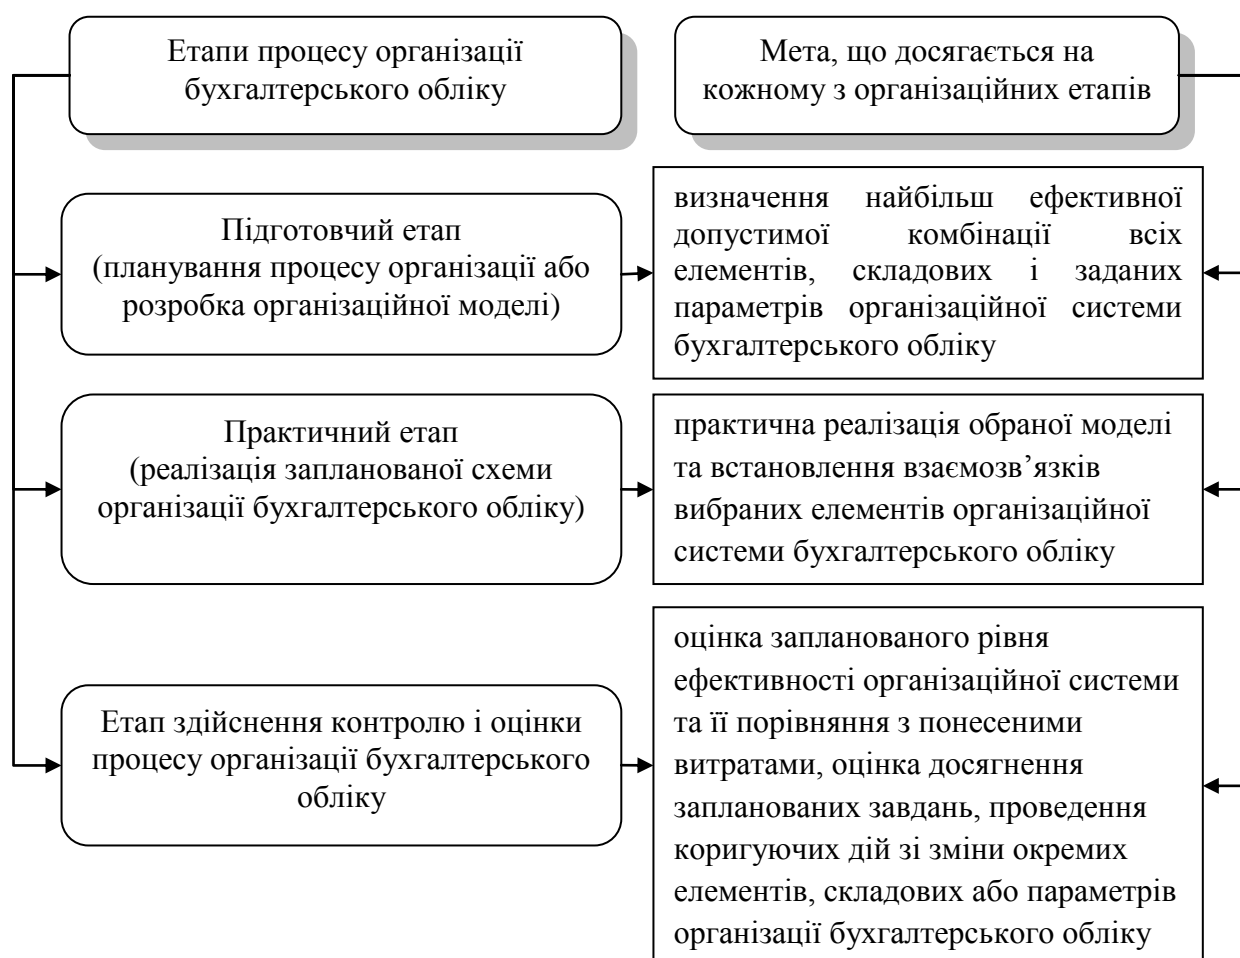 Етапи процесу організації
бухгалтерського обліку
Мета, що досягається на
кожному з організаційних етапів
Підготовчий етап
(планування процесу організації або
розробка організаційної моделі)
визначення найбільш ефективної
допустимої комбінації всіх
елементів, складових і заданих
параметрів організаційної системи
бухгалтерського обліку
Практичний етап
(реалізація запланованої схеми
організації бухгалтерського обліку)
практична реалізація обраної моделі
та встановлення взаємозв’язків
вибраних елементів організаційної
системи бухгалтерського обліку
Етап здійснення контролю і оцінки
процесу організації бухгалтерського
обліку
оцінка запланованого рівня
ефективності організаційної системи
та її порівняння з понесеними
витратами, оцінка досягнення
запланованих завдань, проведення
коригуючих дій зі зміни окремих
елементів, складових або параметрів
організації бухгалтерського обліку